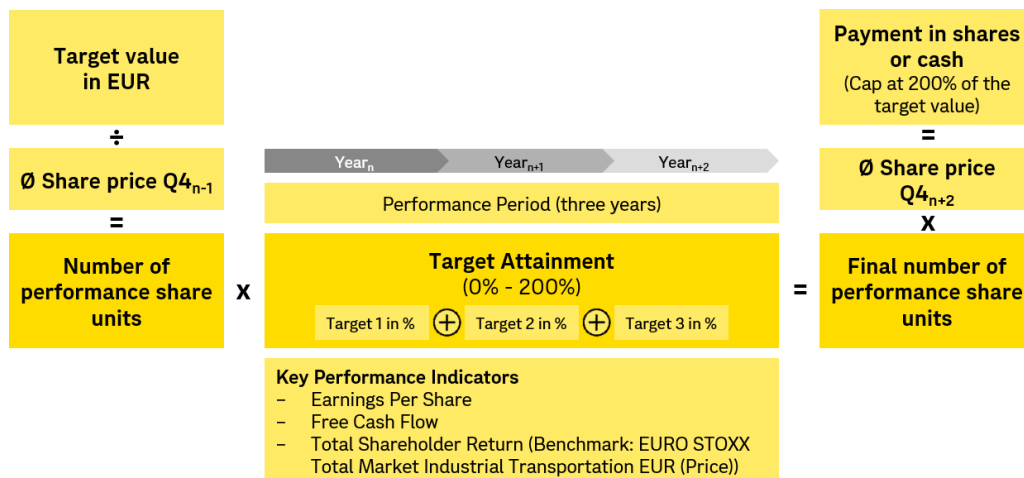 Target value
in EUR
÷
Ø Share price Q4n-1
=
Number of
performance share
units
x
Yearn
Yearn+1
Yearn+2
Performance Period (three years)
Target Attainment
(0% - 200%)
Target 1 in %
+
Target 2 in %
+
Target 3 in %
Key Performance Indicators
– Earnings Per Share
– Free Cash Flow
– Total Shareholder Return (Benchmark: EURO STOXX
Total Market Industrial Transportation EUR (Price))
=
Payment in shares
or cash
(Cap at 200% of the
target value)
=
Ø Share price
Q4n+2
x
Final number of
performance share
units